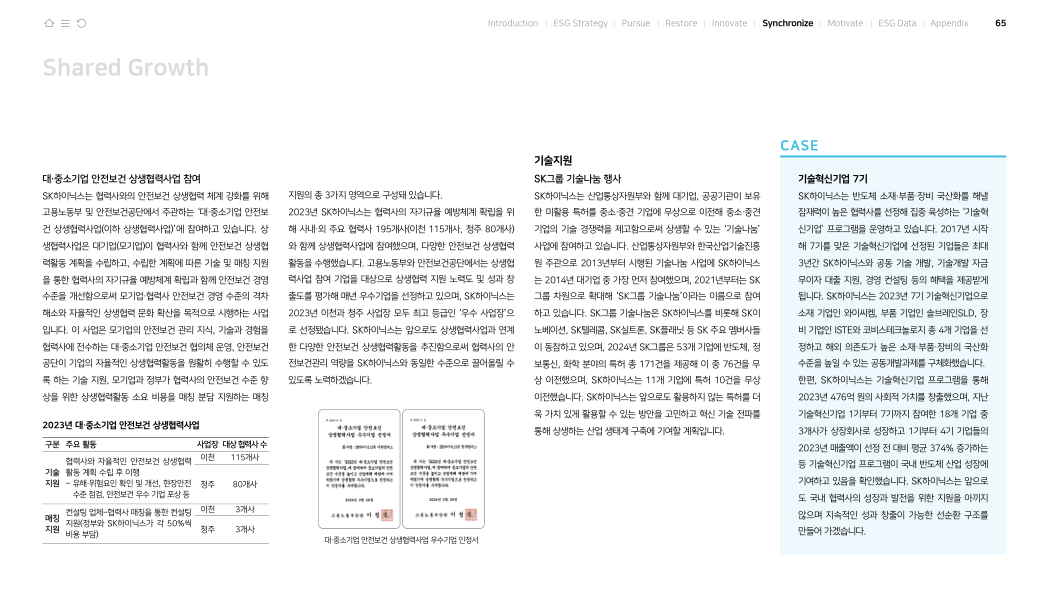 Introduction | ESG Strategy | Pursue | Restore | Innovate | Synchronize | Motivate | ESG Data | Appendix 65
Shared Growth
대·중소기업 안전보건 상생협력사업 참여
SK하이닉스는 협력사와의 안전보건 상생협력 체계 강화를 위해
고용노동부 및 안전보건공단에서 주관하는 '대·중소기업 안전보
건 상생협력사업(이하 상생협력사업)'에 참여하고 있습니다. 상
생협력사업은 대기업(모기업)이 협력사와 함께 안전보건 상생협
력활동 계획을 수립하고, 수립한 계획에 따른 기술 및 매칭 지원
을 통한 협력사의 자기규율 예방체계 확립과 함께 안전보건 경영
수준을 개선함으로써 모기업·협력사 안전보건 경영 수준의 격차
해소와 자율적인 상생협력 문화 확산을 목적으로 시행하는 사업
입니다. 이 사업은 모기업의 안전보건 관리 지식, 기술과 경험을
협력사에 전수하는 대·중소기업 안전보건 협의체 운영, 안전보건
공단이 기업의 자율적인 상생협력활동을 원활히 수행할 수 있도
록 하는 기술 지원, 모기업과 정부가 협력사의 안전보건 수준 향
상을 위한 상생협력활동 소요 비용을 매칭 분담 지원하는 매칭
2023년 대·중소기업 안전보건 상생협력사업
구분 주요 활동 사업장 대상 협력사 수
기술 지원
협력사와 자율적인 안전보건 상생협력
활동 계획 수립 후 이행
– 유해·위험요인 확인 및 개선, 현장안전
수준 점검, 안전보건 우수 기업 포상 등
이천 115개사
청주 80개사
매칭 지원
컨설팅 업체-협력사 매칭을 통한 컨설팅
지원(정부와 SK하이닉스가 각 50%씩
비용 부담)
이천 3개사
청주 3개사
지원의 총 3가지 영역으로 구성돼 있습니다.
2023년 SK하이닉스는 협력사의 자기규율 예방체계 확립을 위
해 사내·외 주요 협력사 195개사(이천 115개사, 청주 80개사)
와 함께 상생협력사업에 참여했으며, 다양한 안전보건 상생협력
활동을 수행했습니다. 고용노동부와 안전보건공단에서는 상생협
력사업 참여 기업을 대상으로 상생협력 지원 노력도 및 성과 창
출도를 평가해 매년 우수기업을 선정하고 있으며, SK하이닉스는
2023년 이천과 청주 사업장 모두 최고 등급인 '우수 사업장'으
로 선정됐습니다. SK하이닉스는 앞으로도 상생협력사업과 연계
한 다양한 안전보건 상생협력활동을 추진함으로써 협력사의 안
전보건관리 역량을 SK하이닉스와 동일한 수준으로 끌어올릴 수
있도록 노력하겠습니다.
대·중소기업 안전보건
상생협력사업 우수기업 인정서
대·중소기업 안전보건
상생협력사업 우수기업 인정서
대·중소기업 안전보건 상생협력사업 우수기업 인정서
기술지원
SK그룹 기술나눔 행사
SK하이닉스는 산업통상자원부와 함께 대기업, 공공기관이 보유
한 미활용 특허를 중소·중견 기업에 무상으로 이전해 중소·중견
기업의 기술 경쟁력을 제고함으로써 상생할 수 있는 '기술나눔'
사업에 참여하고 있습니다. 산업통상자원부와 한국산업기술진흥
원 주관으로 2013년부터 시행된 기술나눔 사업에 SK하이닉스
는 2014년 대기업 중 가장 먼저 참여했으며, 2021년부터는 SK
그룹 차원으로 확대해 'SK그룹 기술나눔'이라는 이름으로 참여
하고 있습니다. SK그룹 기술나눔은 SK하이닉스를 비롯해 SK이
노베이션, SK텔레콤, SK실트론, SK플래닛 등 SK 주요 멤버사들
이 동참하고 있으며, 2024년 SK그룹은 53개 기업에 반도체, 정
보통신, 화학 분야의 특허 총 171건을 제공해 이 중 76건을 무
상 이전했으며, SK하이닉스는 11개 기업에 특허 10건을 무상
이전했습니다. SK하이닉스는 앞으로도 활용하지 않는 특허를 더
욱 가치 있게 활용할 수 있는 방안을 고민하고 혁신 기술 전파를
통해 상생하는 산업 생태계 구축에 기여할 계획입니다.
CASE
기술혁신기업 7기
SK하이닉스는 반도체 소재·부품·장비 국산화를 해낼
잠재력이 높은 협력사를 선정해 집중 육성하는 '기술혁
신기업' 프로그램을 운영하고 있습니다. 2017년 시작
해 7기를 맞은 기술혁신기업에 선정된 기업들은 최대
3년간 SK하이닉스와 공동 기술 개발, 기술개발 자금
무이자 대출 지원, 경영 컨설팅 등의 혜택을 제공받게
됩니다. SK하이닉스는 2023년 7기 기술혁신기업으로
소재 기업인 와이씨켐, 부품 기업인 솔브레인SLD, 장
비 기업인 ISTE와 코비스테크놀로지 총 4개 기업을 선
정하고 해외 의존도가 높은 소재·부품·장비의 국산화
수준을 높일 수 있는 공동개발과제를 구체화했습니다.
한편, SK하이닉스는 기술혁신기업 프로그램을 통해
2023년 476억 원의 사회적 가치를 창출했으며, 지난
기술혁신기업 1기부터 7기까지 참여한 18개 기업 중
3개사가 상장회사로 성장하고 1기부터 4기 기업들의
2023년 매출액이 선정 전 대비 평균 374% 증가하는
등 기술혁신기업 프로그램이 국내 반도체 산업 성장에
기여하고 있음을 확인했습니다. SK하이닉스는 앞으로
도 국내 협력사의 성장과 발전을 위한 지원을 아끼지
않으며 지속적인 성과 창출이 가능한 선순환 구조를
만들어 가겠습니다.